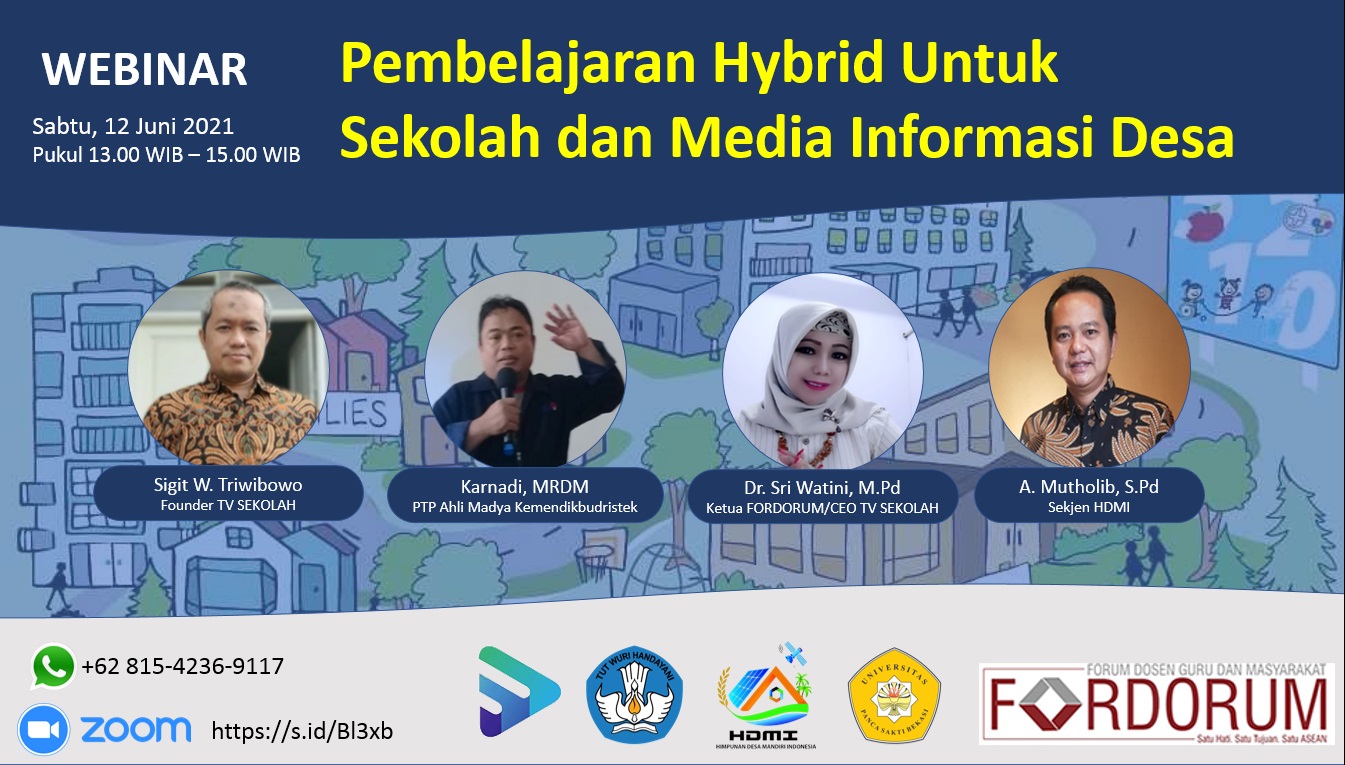 WEBINAR
Sabtu, 12 Juni 2021
Pukul 13.00 WIB – 15.00 WIB
Pembelajaran Hybrid Untuk
Sekolah dan Media Informasi Desa
2 2
1 0
LIES
Sigit W. Triwibowo
Founder TV SEKOLAH
Karnadi, MRDM
PTP Ahli Madya Kemendikbudristek
Dr. Sri Watini, M.Pd
Ketua FORDORUM/CEO TV SEKOLAH
A. Mutholib, S.Pd
Sekjen HDMI
+62 815-4236-9117
zoom
https://s.id/Bl3xb
TUT WURI HANDAYANI
HDMI
HIMPUNAN DESA MANDIRI INDONESIA
UNIVERSITAS
PANCA SAKTI BEKASI
FORUM DOSEN GURU DAN MASYARAKAT
FORDORUM
Satu Hati. Satu Tujuan. Satu ASEAN